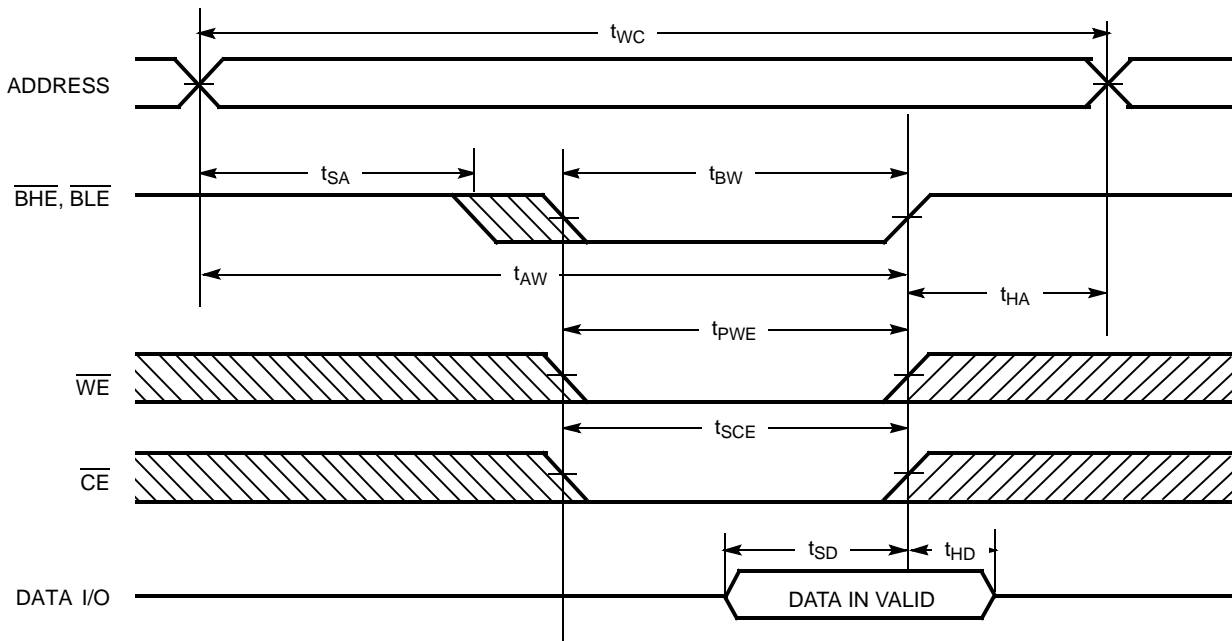 tWC
ADDRESS
tSA
tBW
BHE, BLE
tAW
tHA
tPWE
WE
tSCE
CE
tSD
tHD
DATA I/O
DATA IN VALID